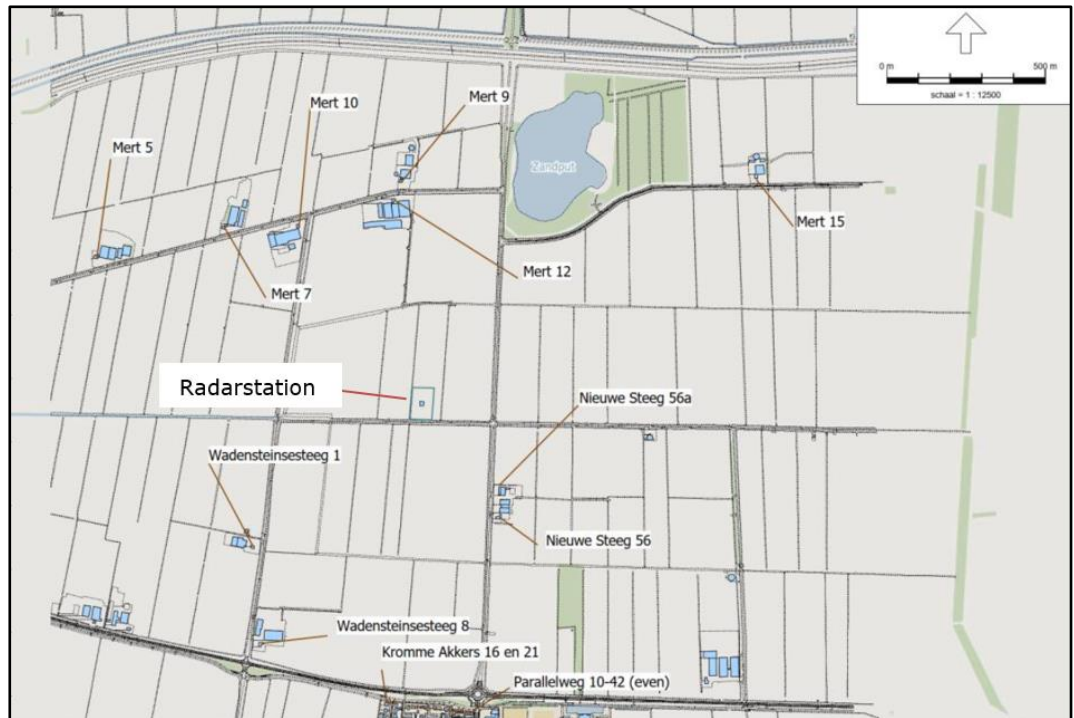 0 m 500 m
schaal = 1 : 12500
Mert 9
Mert 10
Mert 5
Zandput
Mert 15
Mert 12
Mert 7
Radarstation
Nieuwe Steeg 56a
Wadensteinsesteeg 1
Nieuwe Steeg 56
Wadensteinsesteeg 8
Kromme Akkers 16 en 21
Parallelweg 10-42 (even)